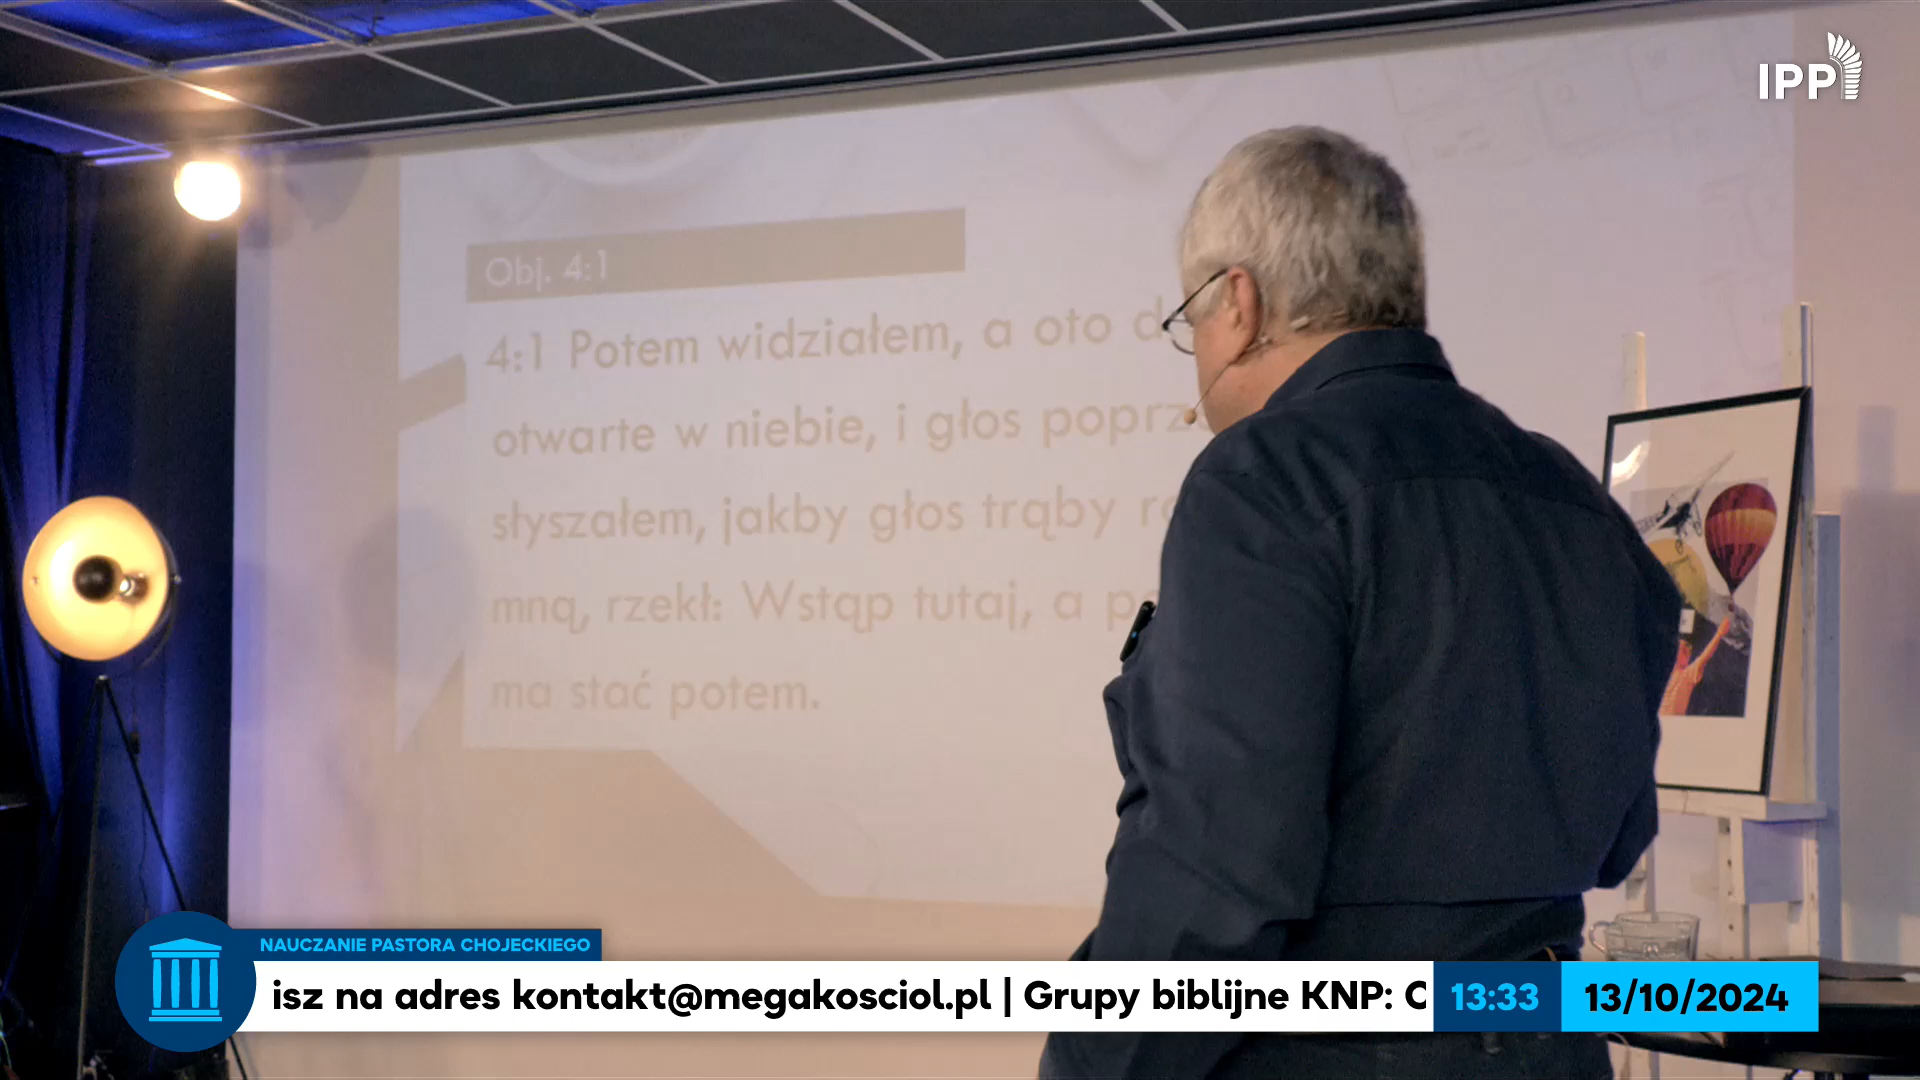 IPP
Obj. 4:1
4:1 Potem widziałem, a oto
otwarte w niebie, i głos
słyszałem, jakby głos trąby
mną, rzekł: Wstąp tutaj, a
ma stać potem.
NAUCZANIE PASTORA CHOJECKIEGO
isz na adres kontakt@megakosciol.pl | Grupy biblijne KNP:
13:33
13/10/2024